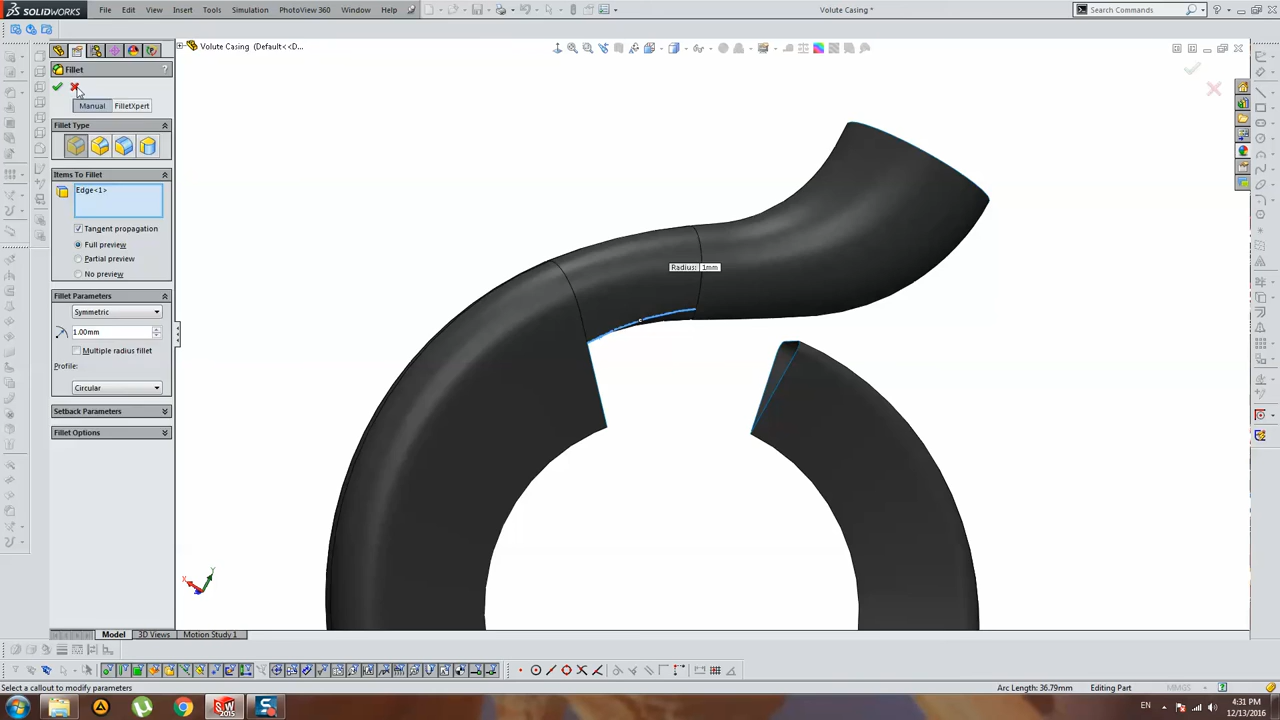 SOLIDWORKS File Edit View Insert Tools Simulation PhotoView 360 Window Help Volute Casing * Search Commands
Volute Casing (Default<<D...
Fillet ?
Manual FilletXpert
Fillet Type
Items To Fillet
Edge<1>
Tangent propagation
Full preview
Partial preview
No preview
Fillet Parameters
Symmetric
1.00mm
Multiple radius fillet
Profile:
Circular
Setback Parameters
Fillet Options
Radius: 1mm
Y
X
Model 3D Views Motion Study 1
Select a callout to modify parameters Arc Length: 36.79mm Editing Part MMGS
EN 4:31 PM
12/13/2016